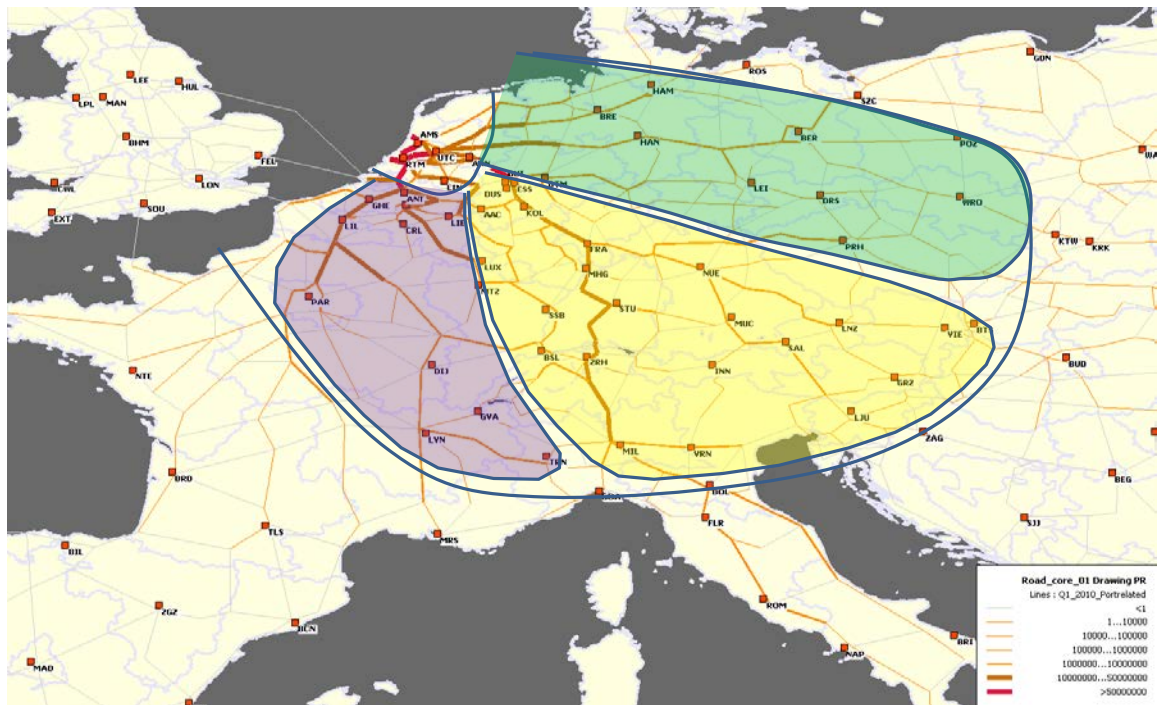 GDN
ROS
LEE
HUL
HAM
SZC
LPL
MAN
BRE
AMS
BHM
HAN
BER
POZ
UTC
RTM
FEL
WA
CWL
LON
DTM
LEI
ESS
DUS
DRS
WRO
EXT
SOU
GHE
ANT
AAC
KOL
LIL
CRL
LIE
FRA
PRH
KTW
KRK
LUX
MHG
NUE
MTZ
PAR
STU
SSB
MUC
LNZ
VIE
BT
BSL
ZRH
SAL
BUD
NTE
DIJ
INN
GRZ
GVA
LJU
LYN
ZAG
MIL
VRN
TRN
BRD
BEG
BOL
FLR
SJJ
TLS
MRS
BIL
ZGZ
ROM
BCN
BRI
NAP
MAD
Road_core_01 Drawing PR
Lines : Q1_2010_Portrelated
<1
1...10000
10000...100000
100000...1000000
1000000...10000000
10000000...50000000
>50000000